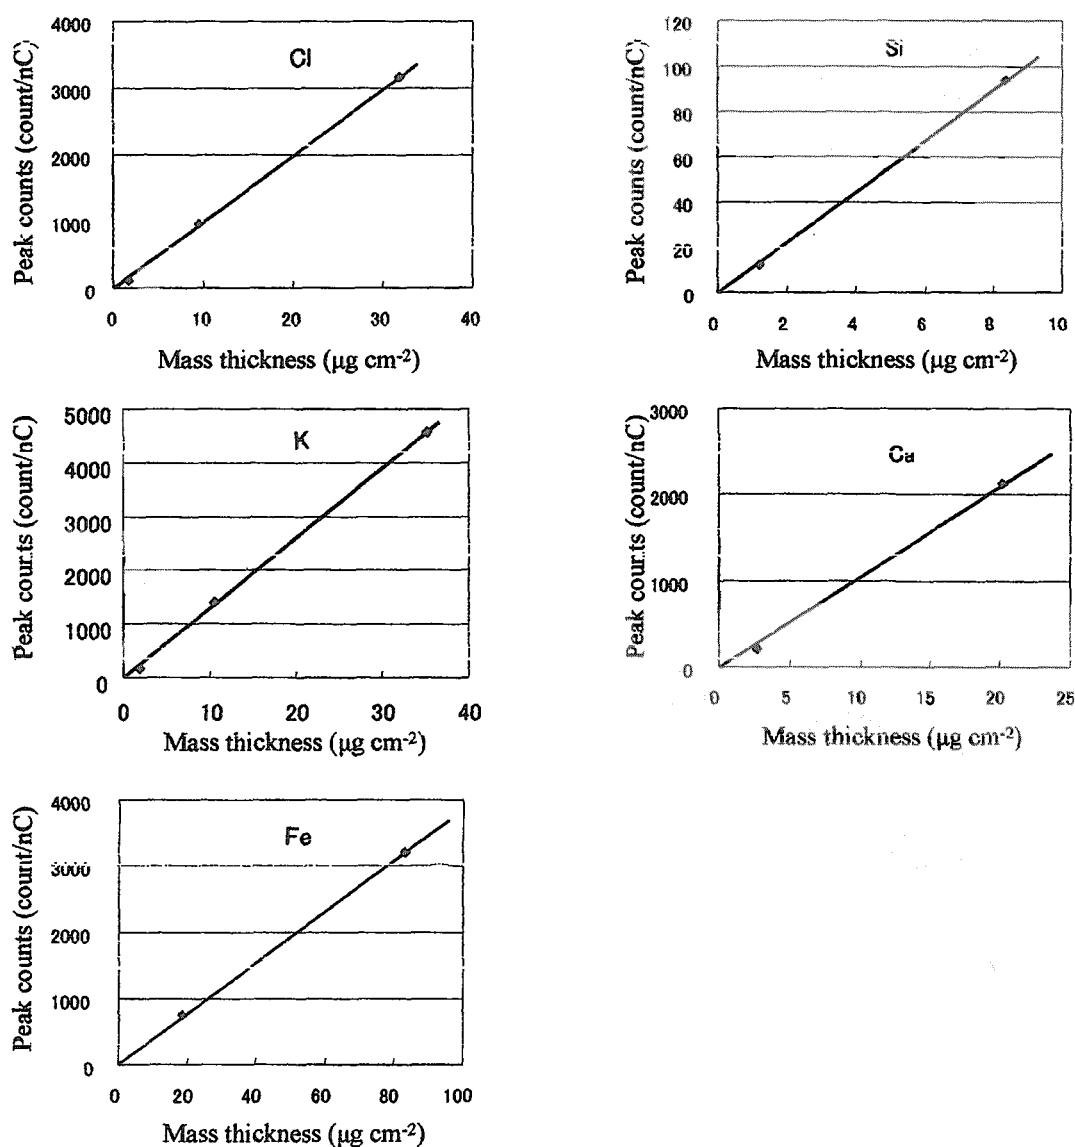 Cl
Peak counts (count/nC)
4000
3000
2000
1000
0
0 10 20 30 40
Mass thickness (μg cm-2)
Si
Peak counts (count/nC)
120
100
80
60
40
20
0
0 2 4 6 8 10
Mass thickness (μg cm-2)
K
Peak counts (count/nC)
5000
4000
3000
2000
1000
0
0 10 20 30 40
Mass thickness (μg cm-2)
Ca
Peak counts (count/nC)
3000
2000
1000
0
0 5 10 15 20 25
Mass thickness (μg cm-2)
Fe
Peak counts (count/nC)
4000
3000
2000
1000
0
0 20 40 60 80 100
Mass thickness (μg cm-2)